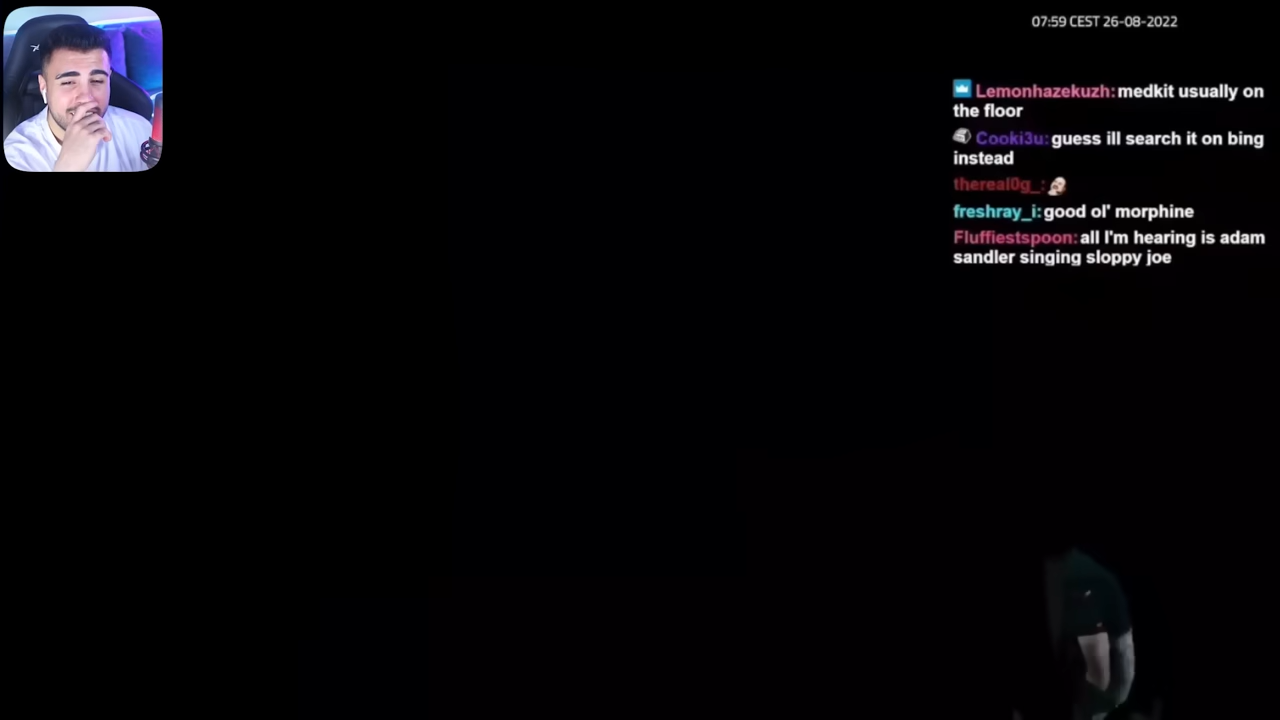 07:59 CEST 26-08-2022
Lemonhazekuzh: medkit usually on
the floor
Cooki3u: guess ill search it on bing
instead
thereal0g_:
freshray_i: good ol' morphine
Fluffiestspoon: all I'm hearing is adam
sandler singing sloppy joe